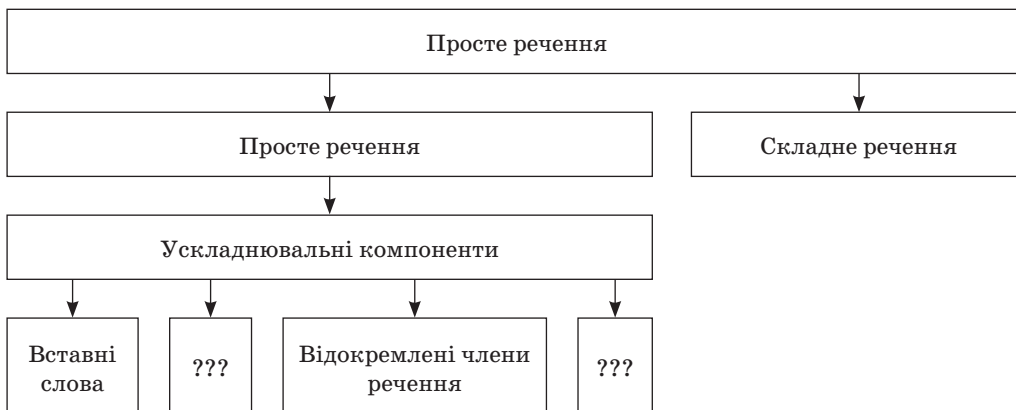 Просте речення
Просте речення
Складне речення
Ускладнювальні компоненти
Вставні
слова
???
Відокремлені члени
речення
???